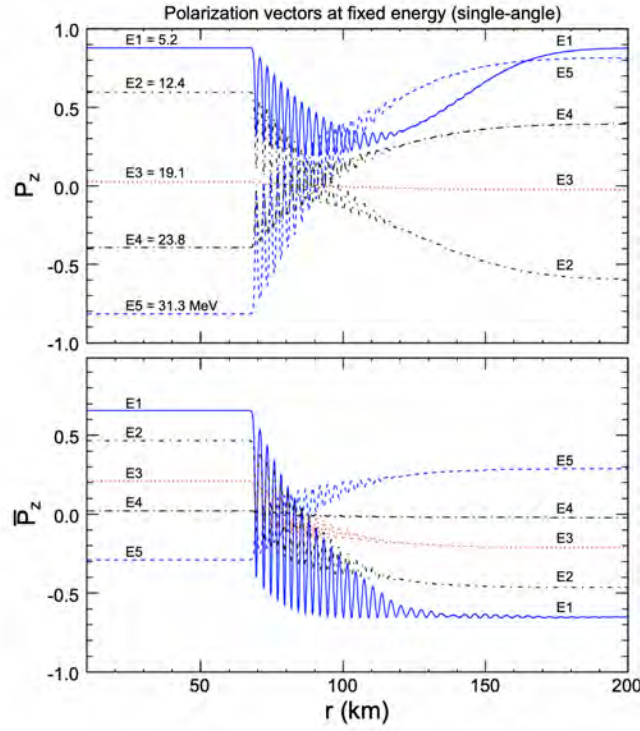 Polarization vectors at fixed energy (single-angle)
1.0
E1 = 5.2
E1
E5
E2 = 12.4
0.5
E4
P_z
E3 = 19.1
0.0
E3
E4 = 23.8
-0.5
E2
E5 = 31.3 MeV
-1.0
E1
E2
0.5
E3
E5
P̅_z
E4
0.0
E4
E3
E5
-0.5
E2
E1
-1.0
50 100 150 200
r (km)